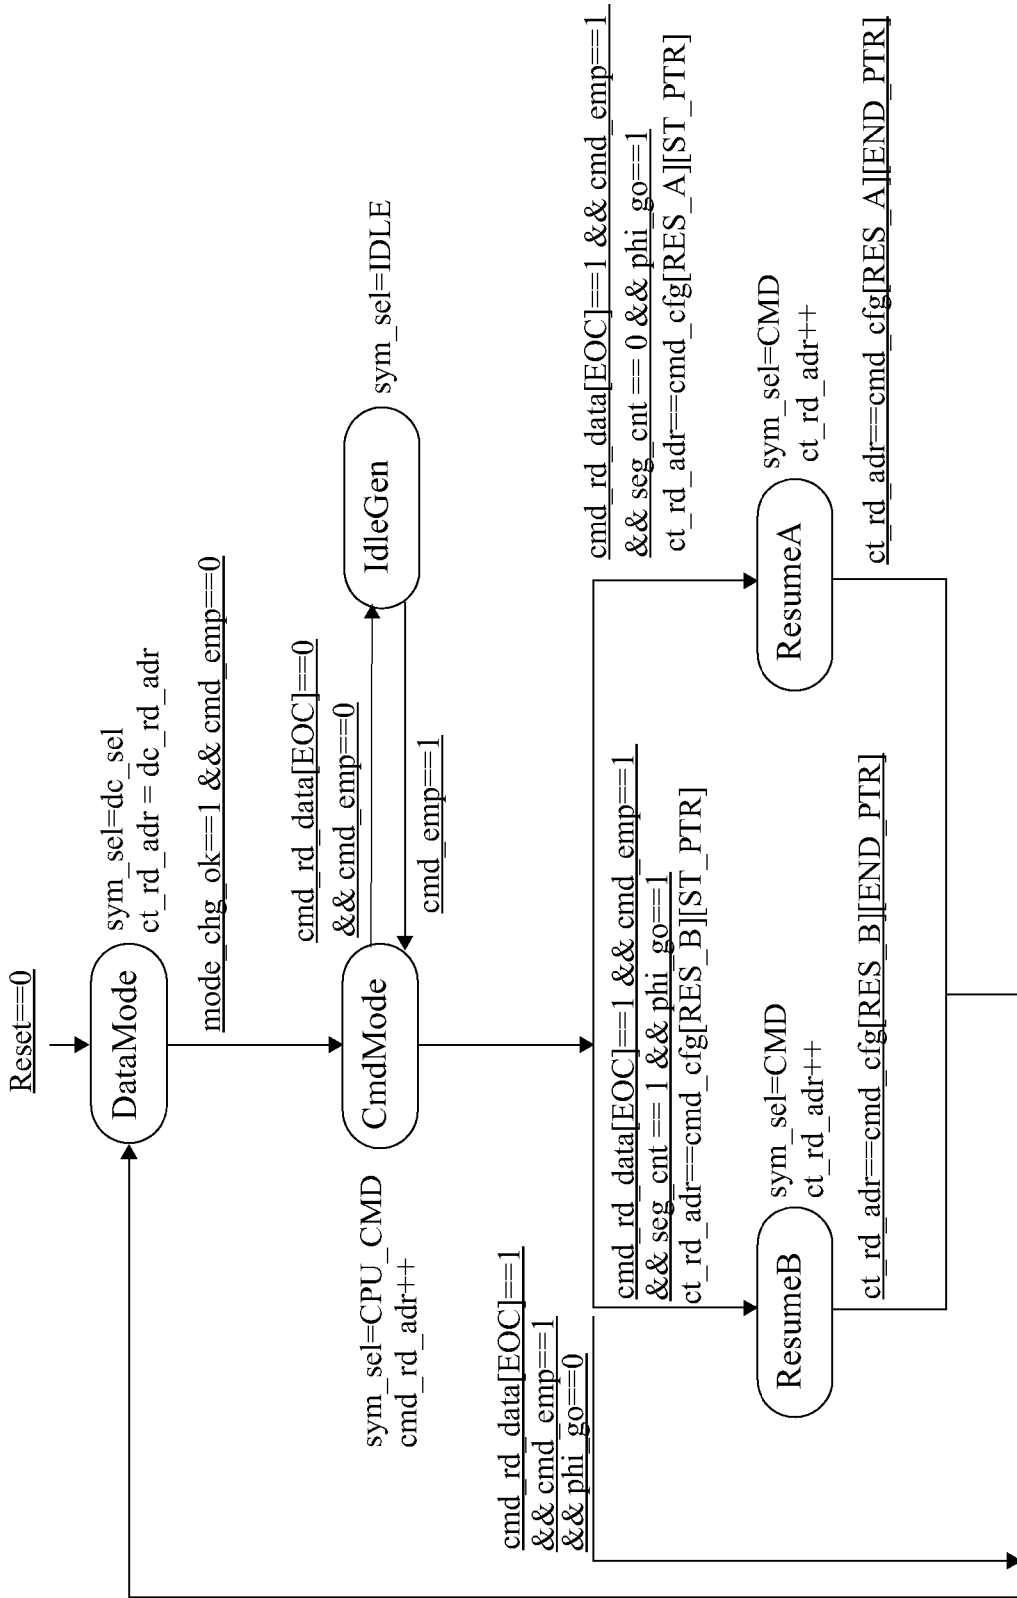 Reset==0
DataMode
sym_sel=dc_sel
ct_rd_adr = dc_rd_adr
mode_chg_ok==1 && cmd_emp==0
CmdMode
sym_sel=CPU_CMD
cmd_rd_adr++
cmd_rd_data[EOC]==0
&& cmd_emp==0
cmd_emp==1
IdleGen
sym_sel=IDLE
cmd_rd_data[EOC]==1
&& cmd_emp==1
&& phi_go==0
cmd_rd_data[EOC]==1 && cmd_emp==1
&& seg_cnt == 1 && phi_go==1
ct_rd_adr==cmd_cfg[RES_B][ST_PTR]
cmd_rd_data[EOC]==1 && cmd_emp==1
&& seg_cnt == 0 && phi_go==1
ct_rd_adr==cmd_cfg[RES_A][ST_PTR]
ResumeB
sym_sel=CMD
ct_rd_adr++
ResumeA
sym_sel=CMD
ct_rd_adr++
ct_rd_adr==cmd_cfg[RES_B][END_PTR]
ct_rd_adr==cmd_cfg[RES_A][END_PTR]